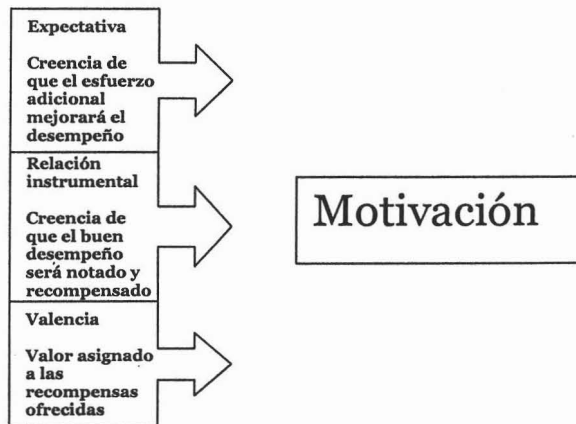 Expectativa
Creencia de
que el esfuerzo
adicional
mejorará el
desempeño
Relación
instrumental
Creencia de
que el buen
desempeño
será notado y
recompensado
Valencia
Valor asignado
a las
recompensas
ofrecidas
Motivación